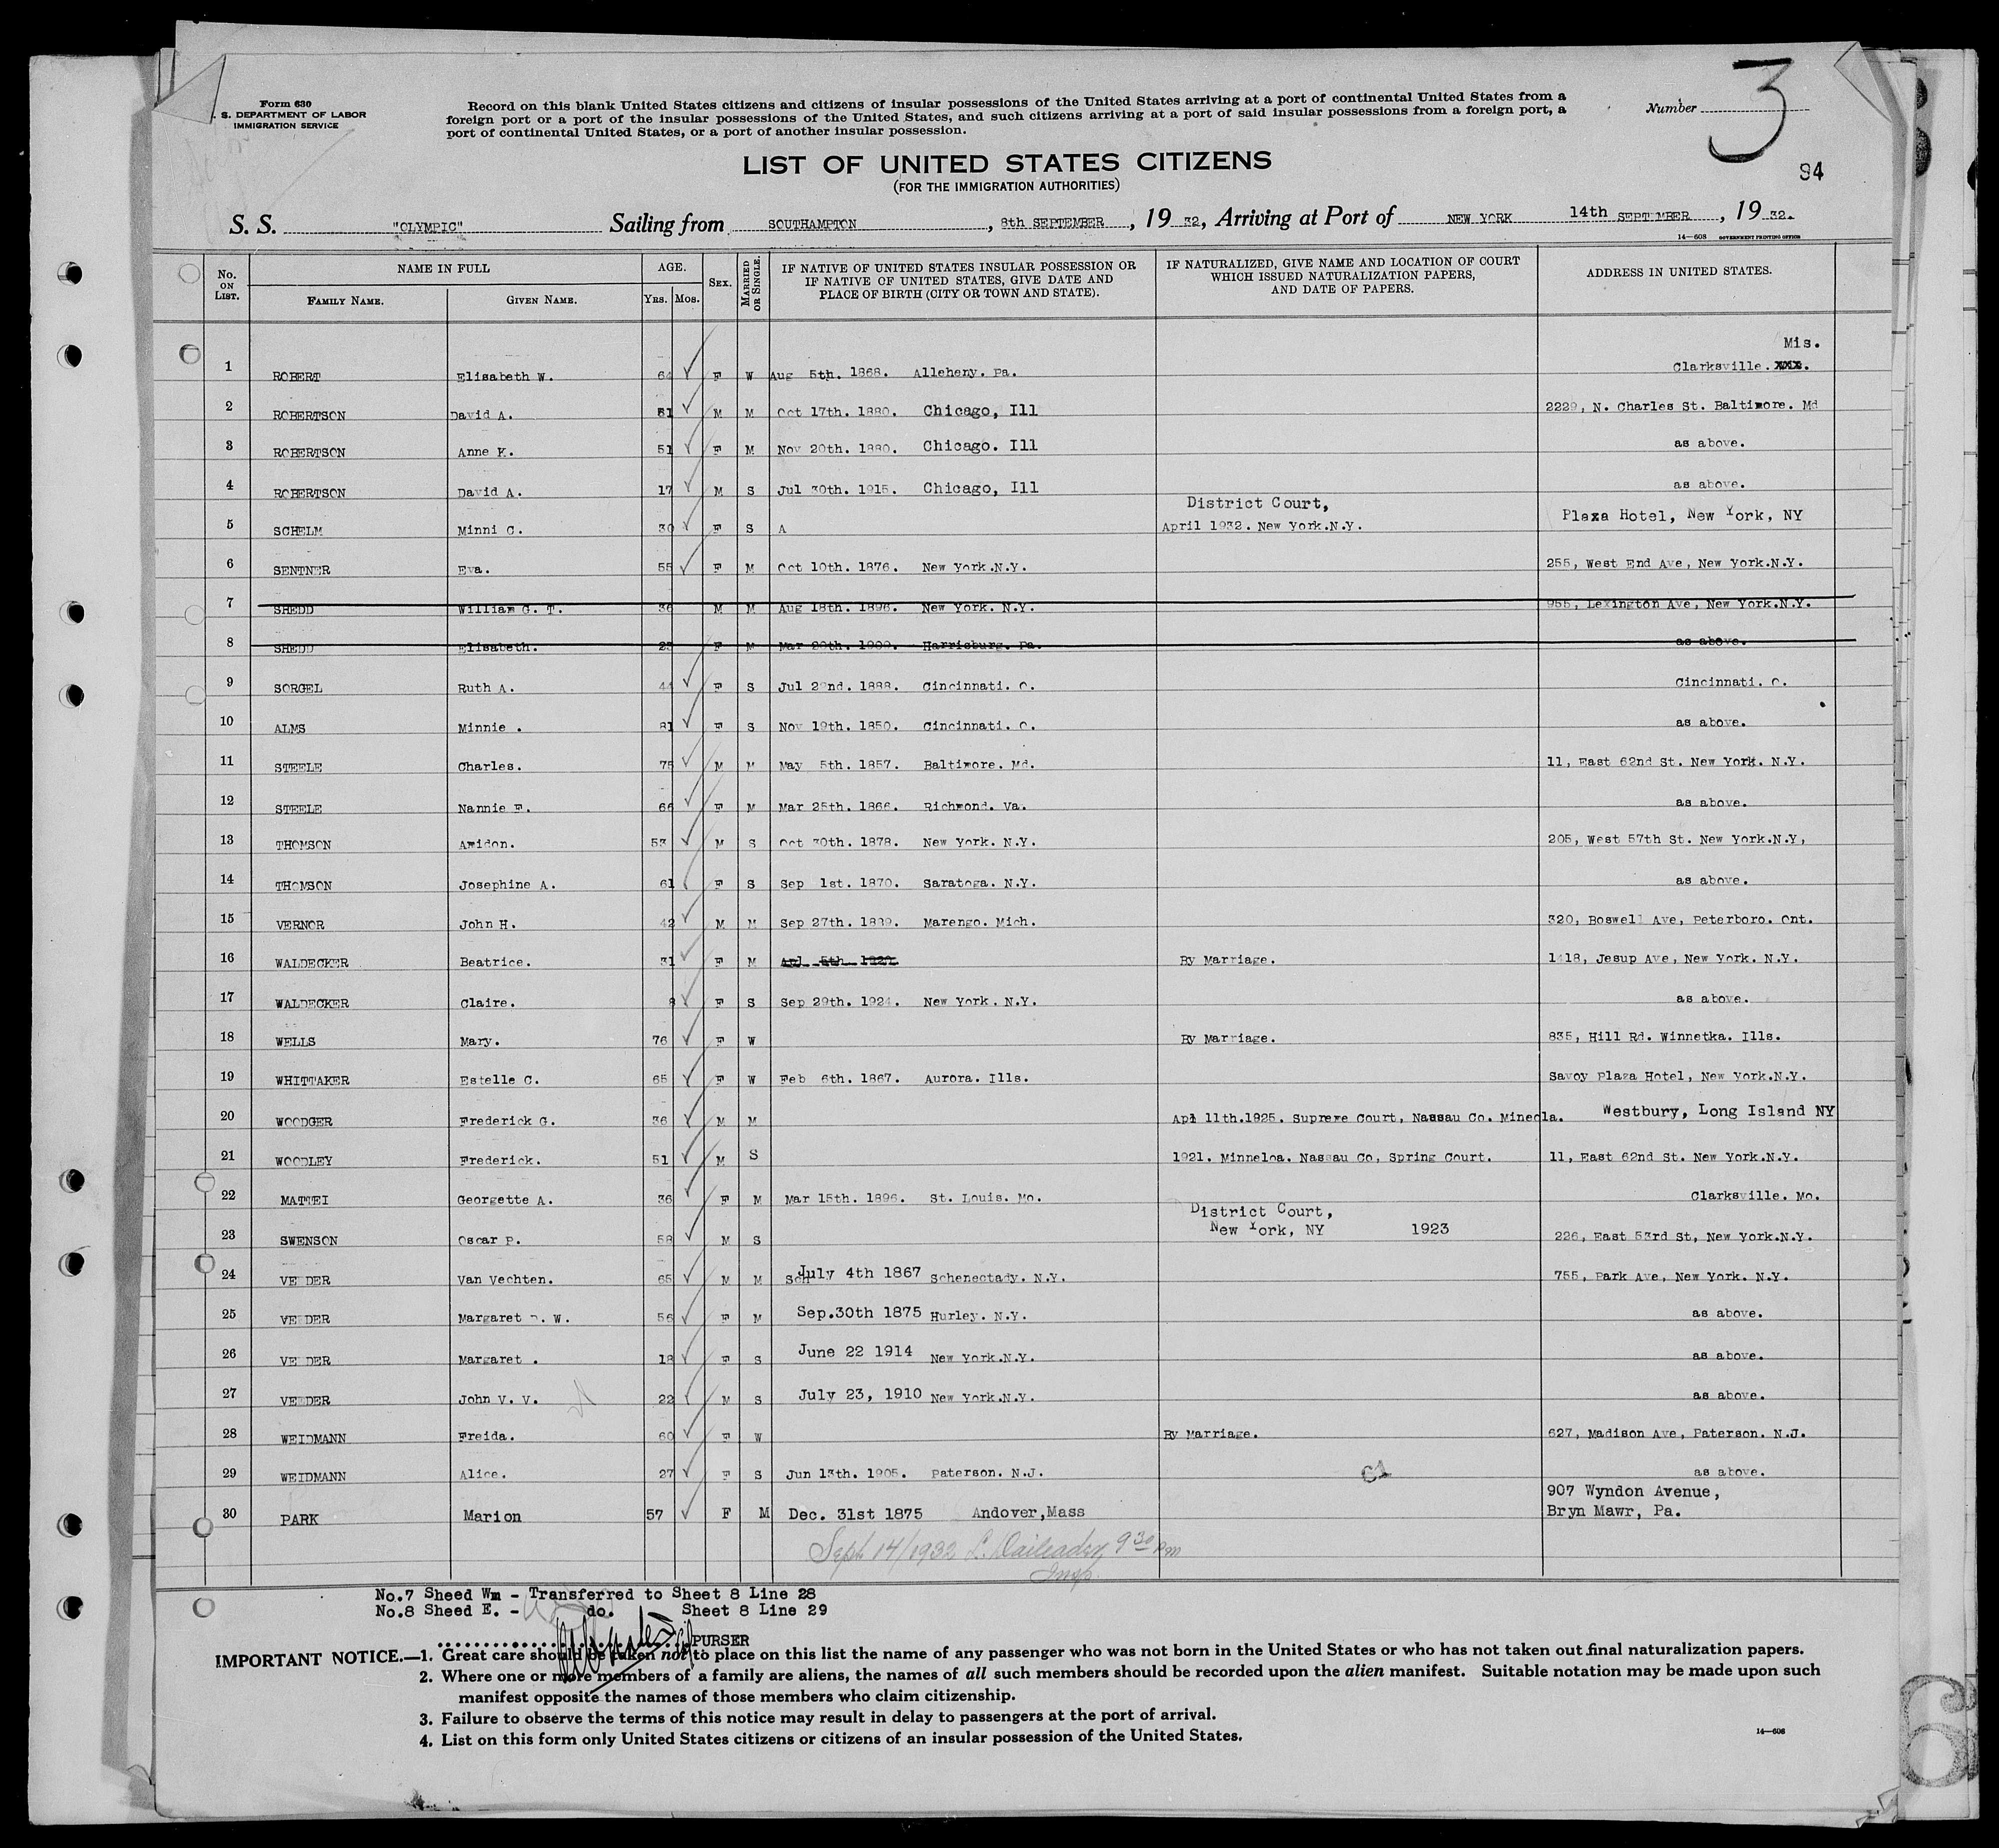 Form 630
S. DEPARTMENT OF LABOR
IMMIGRATION SERVICE
Record on this blank United States citizens and citizens of insular possessions of the United States arriving at a port of continental United States from a
foreign port or a port of the insular possessions of the United States, and such citizens arriving at a port of said insular possessions from a foreign port, a
port of continental United States, or a port of another insular possession.
Number 3
94
LIST OF UNITED STATES CITIZENS
(FOR THE IMMIGRATION AUTHORITIES)
S. S. "OLYMPIC" Sailing from SOUTHAMPTON, 8th SEPTEMBER, 19 32, Arriving at Port of NEW YORK 14th SEPTEMBER, 19 32.
14—608 GOVERNMENT PRINTING OFFICE
No. ON LIST. NAME IN FULL FAMILY NAME. GIVEN NAME. AGE. YRS. MOS. SEX. MARRIED OR SINGLE. IF NATIVE OF UNITED STATES INSULAR POSSESSION OR IF NATIVE OF UNITED STATES, GIVE DATE AND PLACE OF BIRTH (CITY OR TOWN AND STATE). IF NATURALIZED, GIVE NAME AND LOCATION OF COURT WHICH ISSUED NATURALIZATION PAPERS, AND DATE OF PAPERS. ADDRESS IN UNITED STATES.
Mis.
1 ROBERT Elisabeth W. 64 F W Aug 5th. 1868. Alleheny. Pa. Clarksville. xxx.
2 ROBERTSON David A. 51 M M Oct 17th. 1880. Chicago, Ill 2229, N. Charles St. Baltimore. Md
3 ROBERTSON Anne K. 51 F M Nov 20th. 1880. Chicago. Ill as above.
4 ROBERTSON David A. 17 M S Jul 30th. 1915. Chicago, Ill as above.
District Court,
5 SCHELM Minni C. 30 F S A April 1932. New York.N.Y. Plaza Hotel, New York, NY
6 SENTNER Eva. 55 F M Oct 10th. 1876. New York.N.Y. 255, West End Ave, New York.N.Y.
7 SHEDD William G. T. 36 M M Aug 18th. 1896. New York. N.Y. 955, Lexington Ave, New York.N.Y.
8 SHEDD Elisabeth. 23 F M Mar 20th. 1909. Harrisburg. Pa. as above.
9 SORGEL Ruth A. 44 F S Jul 22nd. 1888. Cincinnati. O. Cincinnati. O.
10 ALMS Minnie . 81 F S Nov 19th. 1850. Cincinnati. O. as above.
11 STEELE Charles. 75 M M May 5th. 1857. Baltimore. Md. 11, East 62nd St. New York. N.Y.
12 STEELE Nannie F. 66 F M Mar 25th. 1866. Richmond. Va. as above.
13 THOMSON Amidon. 53 M S Oct 30th. 1878. New York. N.Y. 205, West 57th St. New York.N.Y,
14 THOMSON Josephine A. 61 F S Sep 1st. 1870. Saratoga. N.Y. as above.
15 VERNOR John H. 42 M M Sep 27th. 1889. Marengo. Mich. 320, Boswell Ave, Peterboro. Ont.
16 WALDECKER Beatrice. 31 F M By Marriage. 1418, Jesup Ave, New York. N.Y.
17 WALDECKER Claire. 8 F S Sep 29th. 1924. New York. N.Y. as above.
18 WELLS Mary. 76 F W By Marriage. 835, Hill Rd. Winnetka. Ills.
19 WHITTAKER Estelle C. 65 F W Feb 6th. 1867. Aurora. Ills. Savoy Plaza Hotel, New York.N.Y.
20 WOODGER Frederick G. 36 M M Apl 11th.1925. Supreme Court, Nassau Co. Mineola. Westbury, Long Island NY
21 WOODLEY Frederick. 51 M S 1921. Minneloa. Nassau Co, Spring Court. 11, East 62nd St. New York.N.Y.
22 MATTEI Georgette A. 36 F M Mar 15th. 1896. St. Louis. Mo. Clarksville. Mo.
District Court,
23 SWENSON Oscar P. 58 M S New York, NY 1923 226, East 53rd St, New York.N.Y.
24 VEEDER Van Vechten. 65 M M July 4th 1867 Schenectady. N.Y. 755, Park Ave, New York. N.Y.
25 VEEDER Margaret D. W. 56 F M Sep.30th 1875 Hurley. N.Y. as above.
26 VEEDER Margaret . 18 F S June 22 1914 New York.N.Y. as above.
27 VEEDER John V. V. 22 M S July 23, 1910 New York.N.Y. as above.
28 WEIDMANN Freida. 60 F W By Marriage. 627, Madison Ave, Paterson. N.J.
29 WEIDMANN Alice. 27 F S Jun 13th. 1905. Paterson. N.J. as above.
907 Wyndon Avenue,
30 PARK Marion 57 F M Dec. 31st 1875 Andover,Mass Bryn Mawr, Pa.
Sept 14/1932 L. Daileader, 9 30 Pm
Insp.
No.7 Sheed Wm - Transferred to Sheet 8 Line 28
No.8 Sheed E. - do. Sheet 8 Line 29
PURSER
IMPORTANT NOTICE.—1. Great care should be taken not to place on this list the name of any passenger who was not born in the United States or who has not taken out final naturalization papers.
2. Where one or more members of a family are aliens, the names of all such members should be recorded upon the alien manifest. Suitable notation may be made upon such
manifest opposite the names of those members who claim citizenship.
3. Failure to observe the terms of this notice may result in delay to passengers at the port of arrival.
4. List on this form only United States citizens or citizens of an insular possession of the United States.
14—608
6